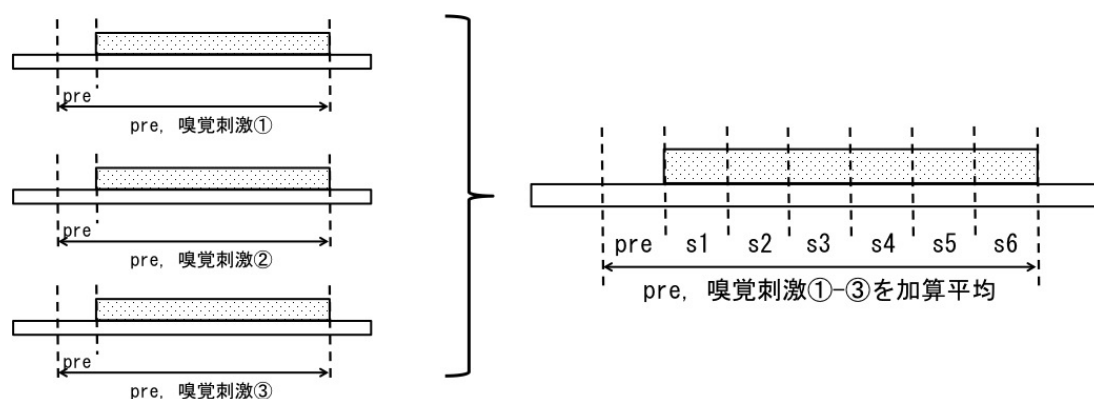 pre
pre, 嗅覚刺激①
pre
pre, 嗅覚刺激②
pre
pre, 嗅覚刺激③
pre s1 s2 s3 s4 s5 s6
pre, 嗅覚刺激①-③を加算平均